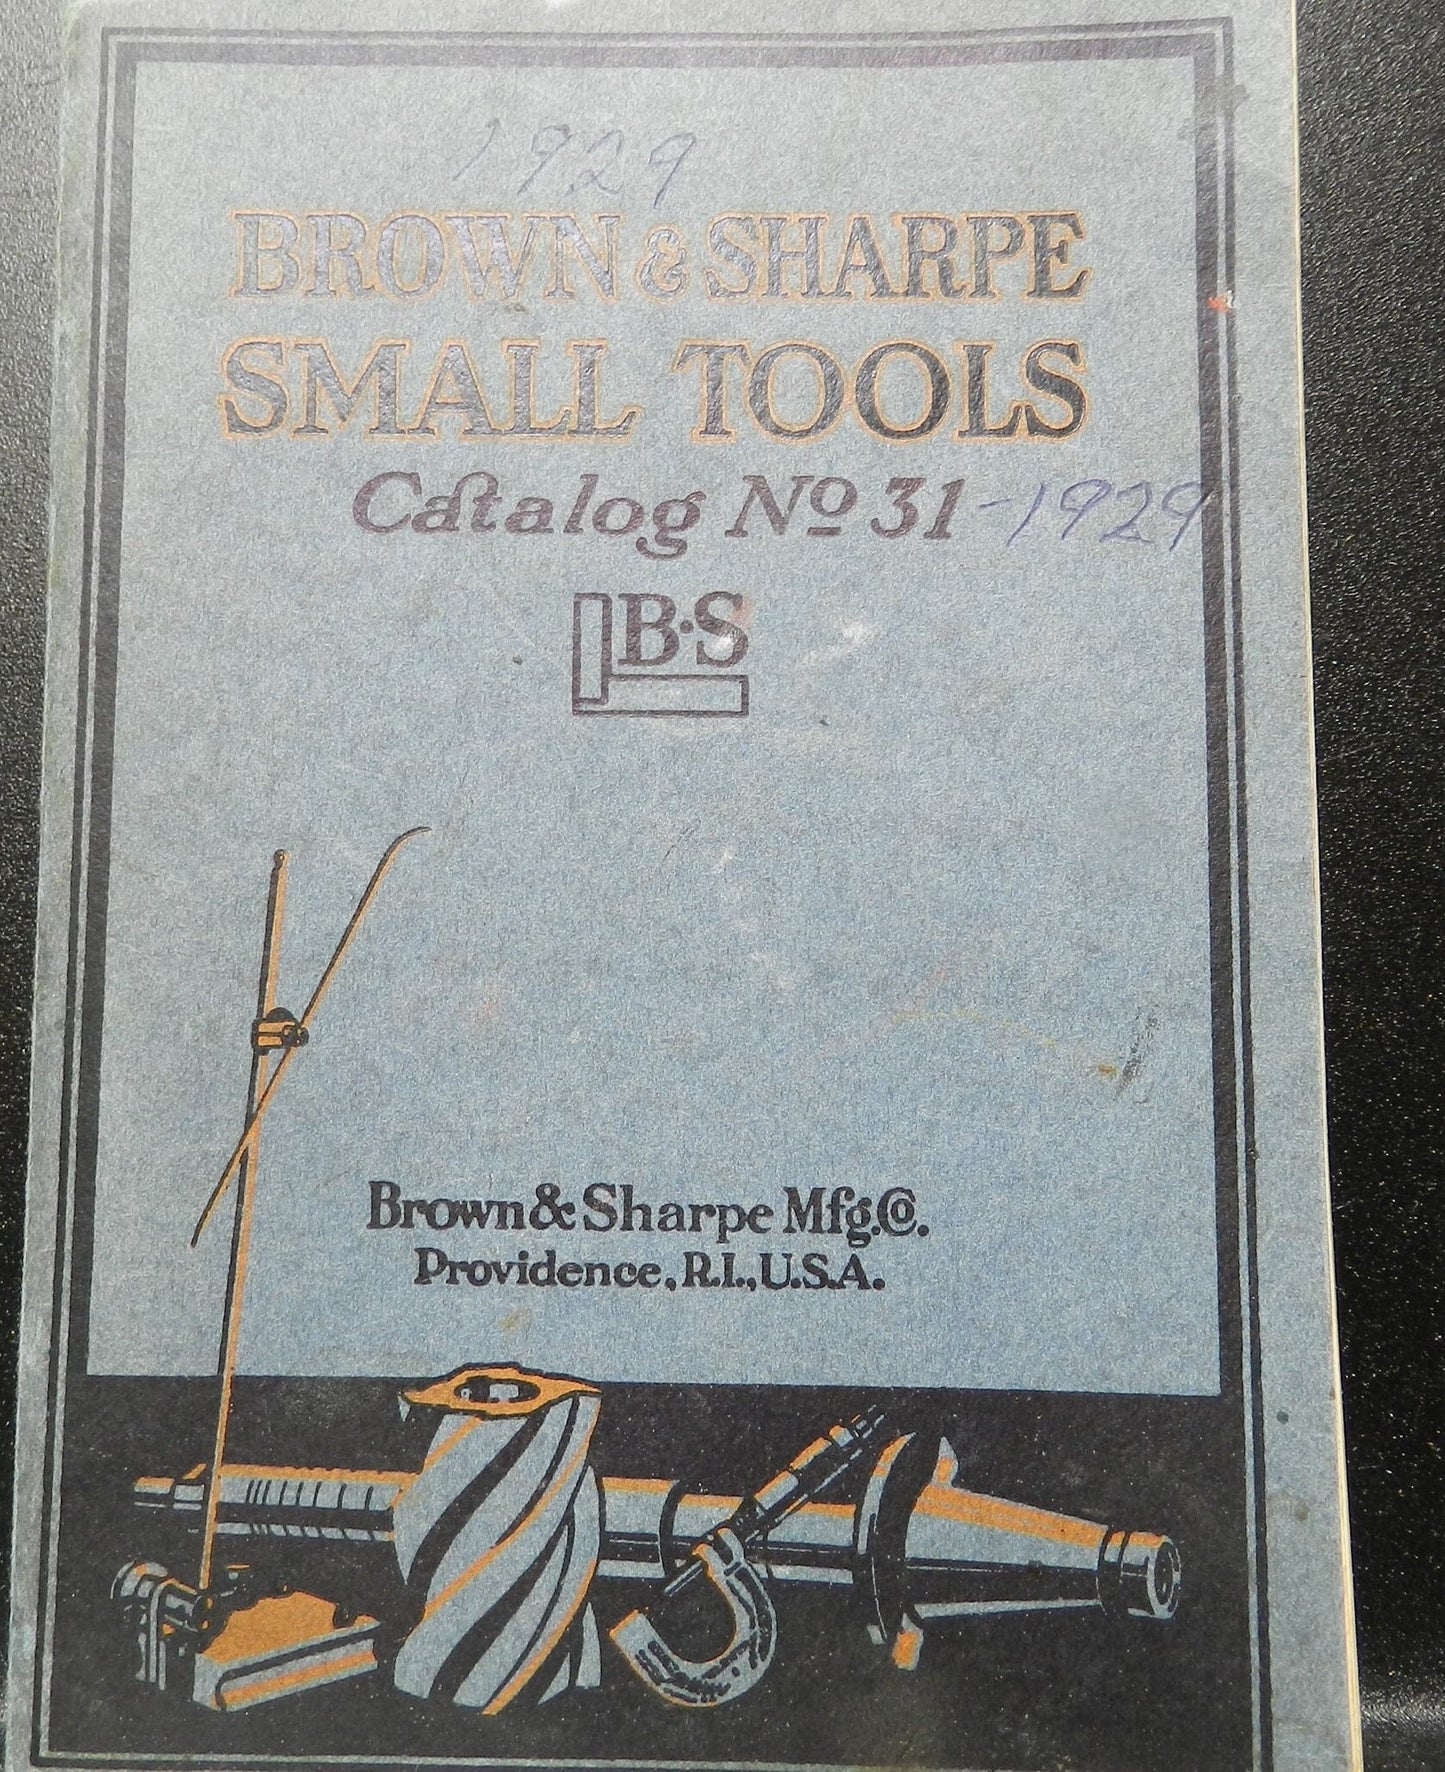 1929
BROWN & SHARPE
SMALL TOOLS
Catalog No 31 -1929
B·S
Brown & Sharpe Mfg. Co.
Providence, R.I., U.S.A.